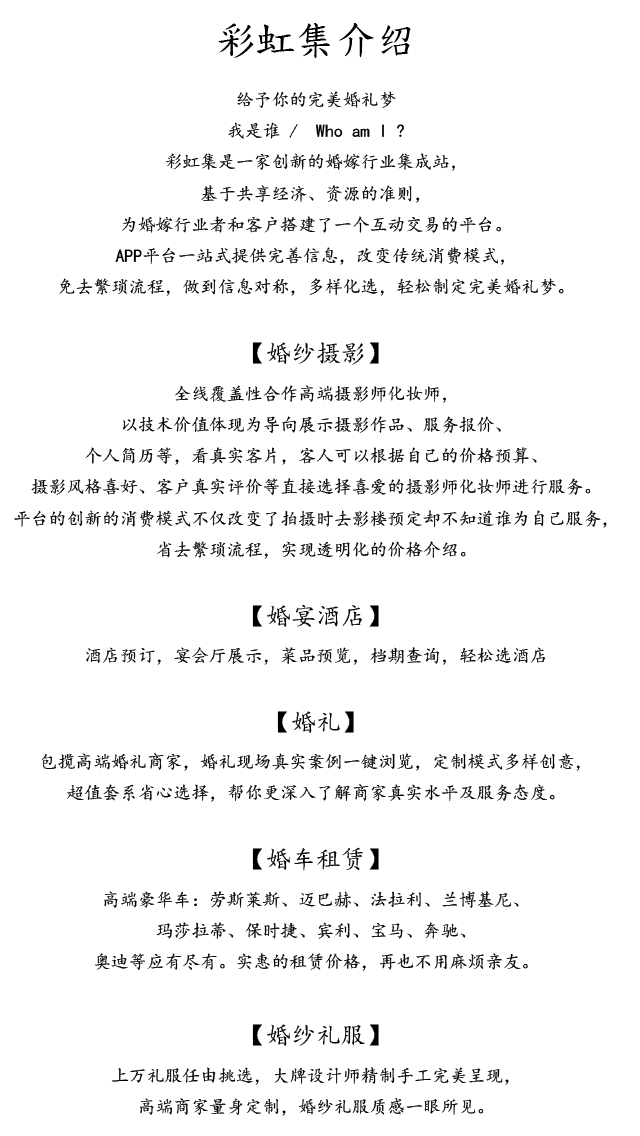 彩虹集介绍
给予你的完美婚礼梦
我是谁 / Who am I ?
彩虹集是一家创新的婚嫁行业集成站，
基于共享经济、资源的准则，
为婚嫁行业者和客户搭建了一个互动交易的平台。
APP平台一站式提供完善信息，改变传统消费模式，
免去繁琐流程，做到信息对称，多样化选，轻松制定完美婚礼梦。
【婚纱摄影】
全线覆盖性合作高端摄影师化妆师，
以技术价值体现为导向展示摄影作品、服务报价、
个人简历等，看真实客片，客人可以根据自己的价格预算、
摄影风格喜好、客户真实评价等直接选择喜爱的摄影师化妆师进行服务。
平台的创新的消费模式不仅改变了拍摄时去影楼预定却不知道谁为自己服务，
省去繁琐流程，实现透明化的价格介绍。
【婚宴酒店】
酒店预订，宴会厅展示，菜品预览，档期查询，轻松选酒店
【婚礼】
包揽高端婚礼商家，婚礼现场真实案例一键浏览，定制模式多样创意，
超值套系省心选择，帮你更深入了解商家真实水平及服务态度。
【婚车租赁】
高端豪华车：劳斯莱斯、迈巴赫、法拉利、兰博基尼、
玛莎拉蒂、保时捷、宾利、宝马、奔驰、
奥迪等应有尽有。实惠的租赁价格，再也不用麻烦亲友。
【婚纱礼服】
上万礼服任由挑选，大牌设计师精制手工完美呈现，
高端商家量身定制，婚纱礼服质感一眼所见。